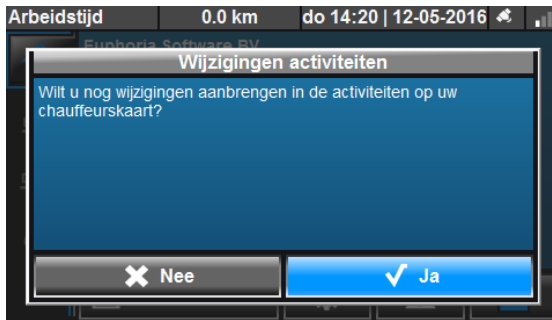 Arbeidstijd 0.0 km do 14:20 | 12-05-2016
Euphoria Software BV
Wijzigingen activiteiten
Wilt u nog wijzigingen aanbrengen in de activiteiten op uw
chauffeurskaart?
Nee Ja